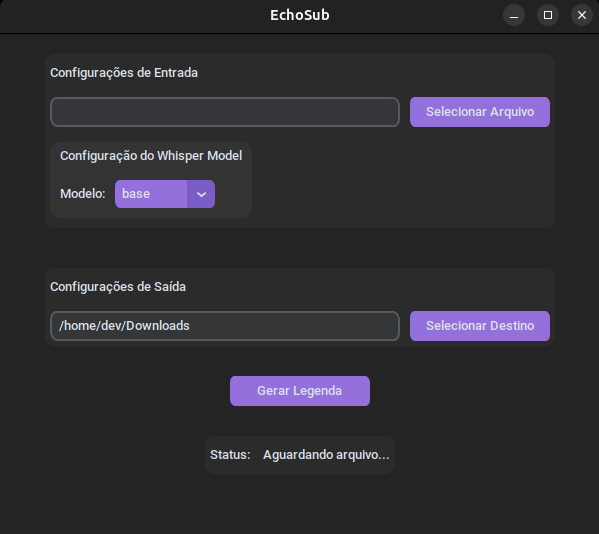 EchoSub
Configurações de Entrada
Selecionar Arquivo
Configuração do Whisper Model
Modelo: base
Configurações de Saída
/home/dev/Downloads Selecionar Destino
Gerar Legenda
Status: Aguardando arquivo...